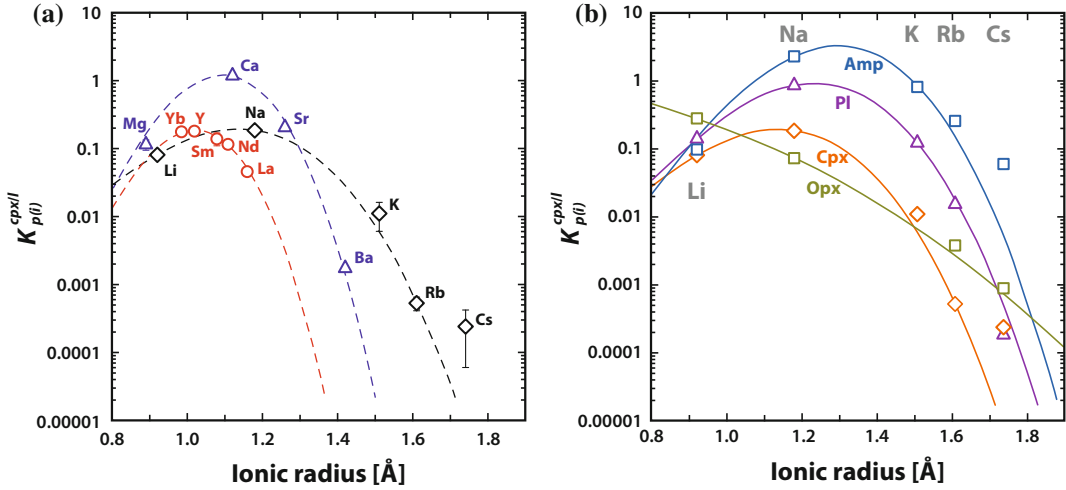 (a)
10
1
0.1
0.01
0.001
0.0001
0.00001
K p(i) cpx/l
Ca
Mg
Yb
Y
Na
Sr
Li
Sm
Nd
La
K
Ba
Rb
Cs
0.8
1.0
1.2
1.4
1.6
1.8
Ionic radius [Å]
(b)
10
1
0.1
0.01
0.001
0.0001
0.00001
K p(i) cpx/l
Na
K
Rb
Cs
Amp
Pl
Cpx
Opx
Li
0.8
1.0
1.2
1.4
1.6
1.8
Ionic radius [Å]